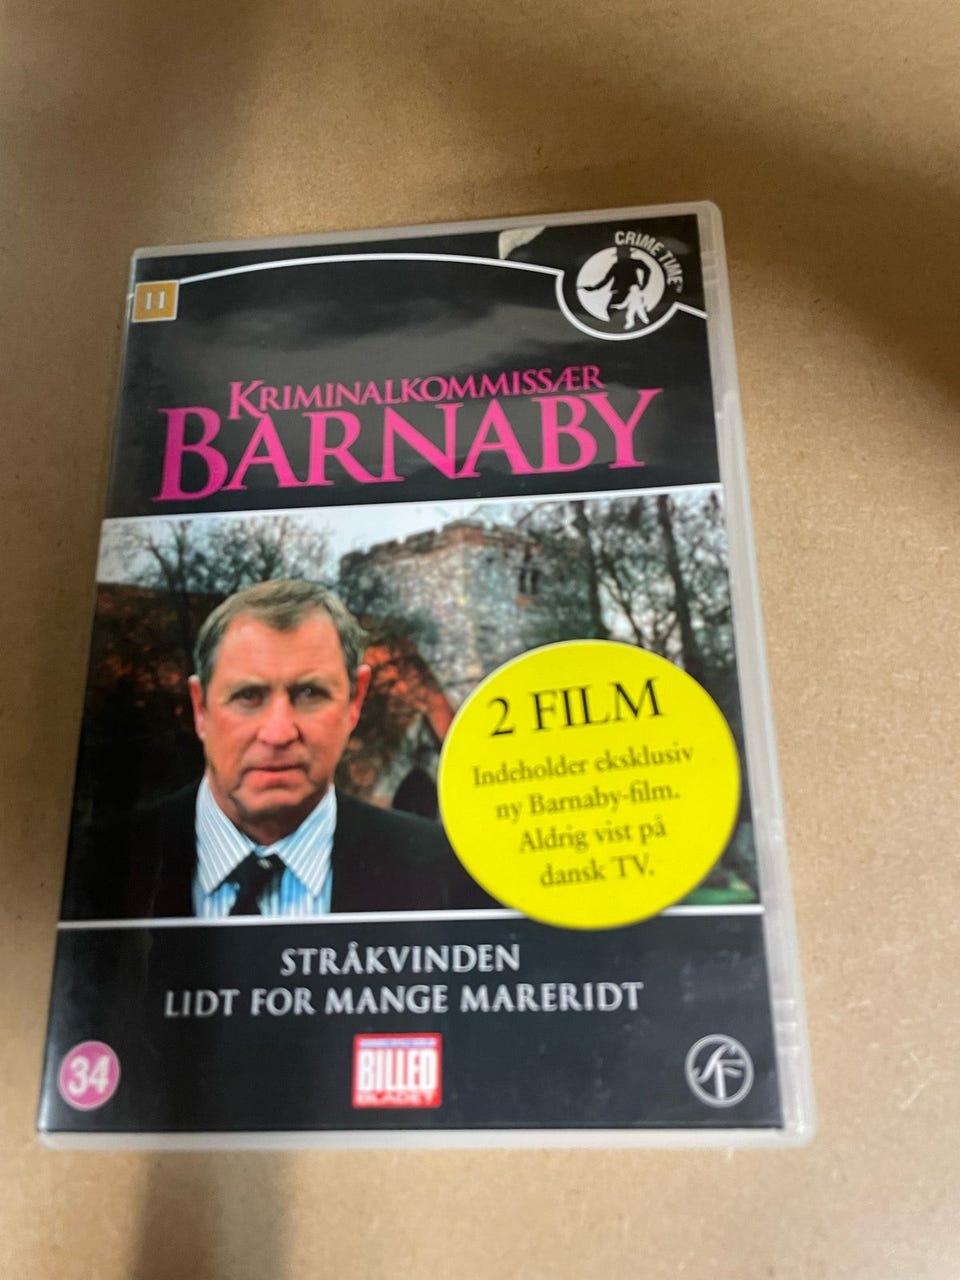 CRIME TIME
11
KRIMINALKOMMISSÆR
BARNABY
2 FILM
Indeholder eksklusiv
ny Barnaby-film.
Aldrig vist på
dansk TV.
STRÅKVINDEN
LIDT FOR MANGE MARERIDT
34
BILLED
BLADET
SF